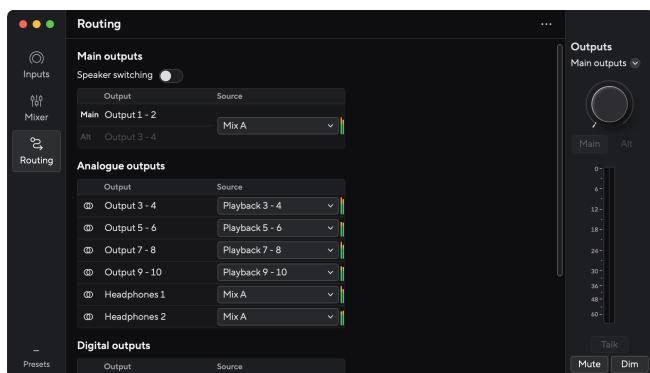 Routing
...
Inputs
Mixer
Routing
Presets
Main outputs
Speaker switching
Output Source
Main Output 1 - 2
Mix A
Alt Output 3 - 4
Analogue outputs
Output Source
Output 3 - 4 Playback 3 - 4
Output 5 - 6 Playback 5 - 6
Output 7 - 8 Playback 7 - 8
Output 9 - 10 Playback 9 - 10
Headphones 1 Mix A
Headphones 2 Mix A
Digital outputs
Output Source
Outputs
Main outputs
Main Alt
0
6
12
18
24
30
36
48
60
Talk
Mute Dim